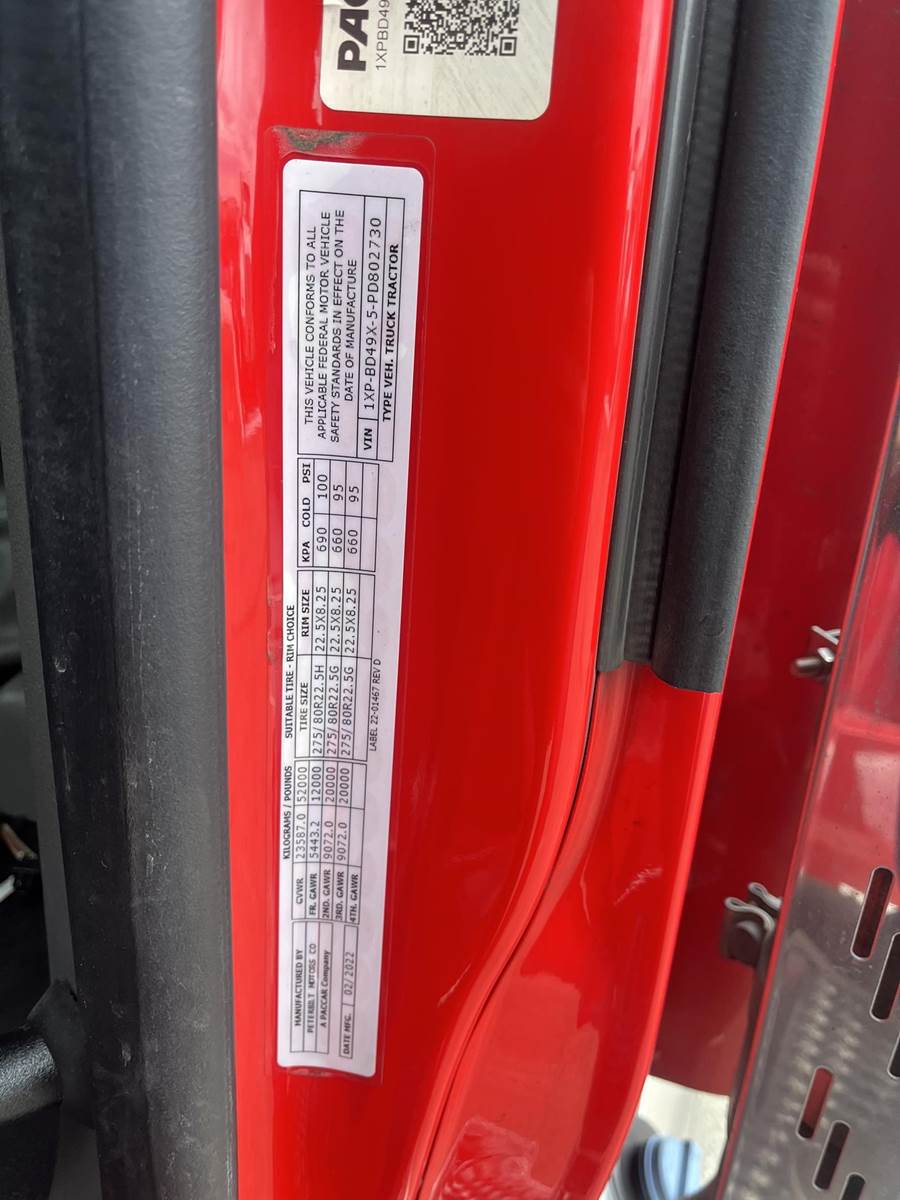 MANUFACTURED BY
PETERBILT MOTORS CO
A PACCAR Company
DATE MFG. 02/2022
KILOGRAMS / POUNDS
GVWR 23587.0 52000
FR. GAWR 5443.2 12000
2ND. GAWR 9072.0 20000
3RD. GAWR 9072.0 20000
4TH. GAWR
SUITABLE TIRE - RIM CHOICE
TIRE SIZE RIM SIZE KPA COLD PSI
275/80R22.5H 22.5X8.25 690 100
275/80R22.5G 22.5X8.25 660 95
275/80R22.5G 22.5X8.25 660 95
LABEL 22-01467 REV D
THIS VEHICLE CONFORMS TO ALL
APPLICABLE FEDERAL MOTOR VEHICLE
SAFETY STANDARDS IN EFFECT ON THE
DATE OF MANUFACTURE
VIN 1XP-BD49X-5-PD802730
TYPE VEH. TRUCK TRACTOR
1XPBD49